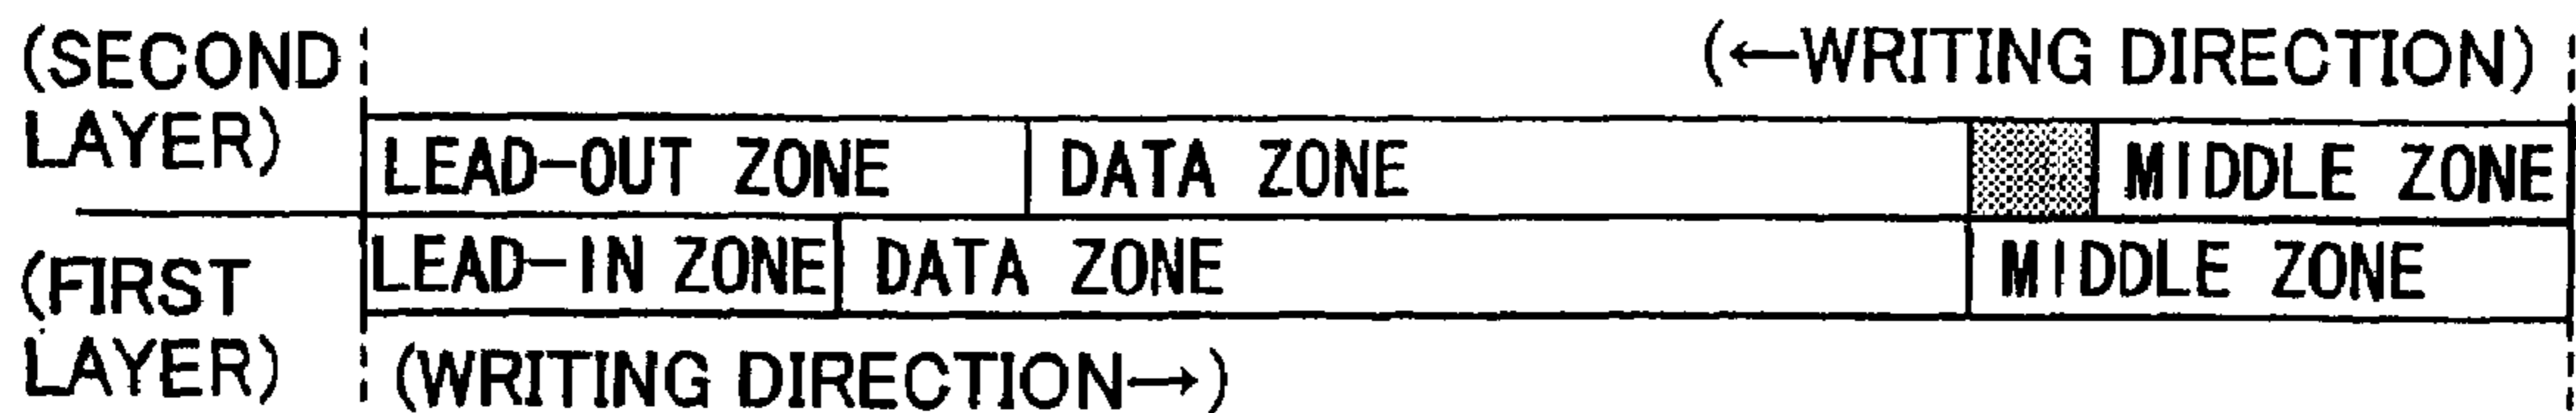 (SECOND LAYER)
(←WRITING DIRECTION)
LEAD-OUT ZONE
DATA ZONE
MIDDLE ZONE
(FIRST LAYER)
LEAD-IN ZONE
DATA ZONE
MIDDLE ZONE
(WRITING DIRECTION→)